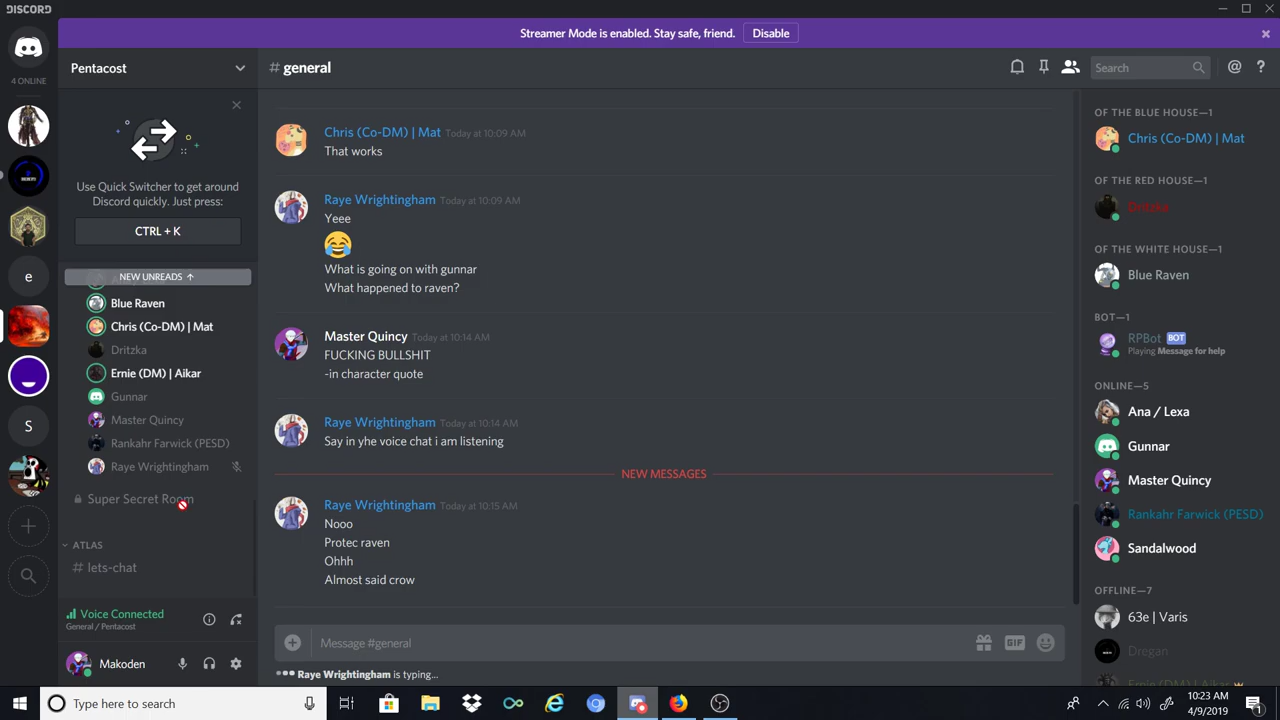 DISCORD
Streamer Mode is enabled. Stay safe, friend.
Disable
4 ONLINE
Pentacost
# general
Search
Use Quick Switcher to get around
Discord quickly. Just press:
CTRL + K
NEW UNREADS ↑
Blue Raven
Chris (Co-DM) | Mat
Dritzka
Ernie (DM) | Aikar
Gunnar
Master Quincy
Rankahr Farwick (PESD)
Raye Wrightingham
Super Secret Room
ATLAS
# lets-chat
Voice Connected
General / Pentacost
Makoden
e
S
Chris (Co-DM) | Mat Today at 10:09 AM
That works
Raye Wrightingham Today at 10:09 AM
Yeee
😂
What is going on with gunnar
What happened to raven?
Master Quincy Today at 10:14 AM
FUCKING BULLSHIT
-in character quote
Raye Wrightingham Today at 10:14 AM
Say in yhe voice chat i am listening
NEW MESSAGES
Raye Wrightingham Today at 10:15 AM
Nooo
Protec raven
Ohhh
Almost said crow
Message #general
GIF
Raye Wrightingham is typing...
OF THE BLUE HOUSE—1
Chris (Co-DM) | Mat
OF THE RED HOUSE—1
Dritzka
OF THE WHITE HOUSE—1
Blue Raven
BOT—1
RPBot BOT
Playing Message for help
ONLINE—5
Ana / Lexa
Gunnar
Master Quincy
Rankahr Farwick (PESD)
Sandalwood
OFFLINE—7
63e | Varis
Dregan
Ernie (DM) | Aikar
Type here to search
10:23 AM
4/9/2019
1